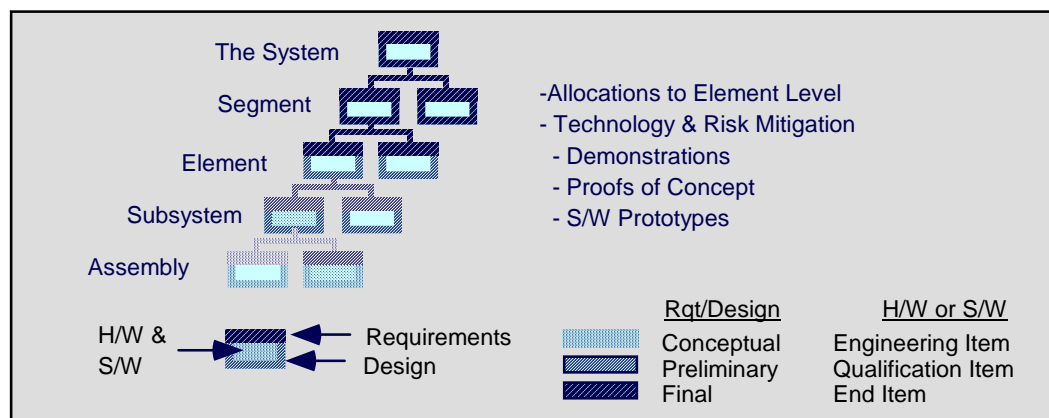 The System
Segment
Element
Subsystem
Assembly
-Allocations to Element Level
- Technology & Risk Mitigation
- Demonstrations
- Proofs of Concept
- S/W Prototypes
H/W &
S/W
Requirements
Design
Rqt/Design H/W or S/W
Conceptual Engineering Item
Preliminary Qualification Item
Final End Item